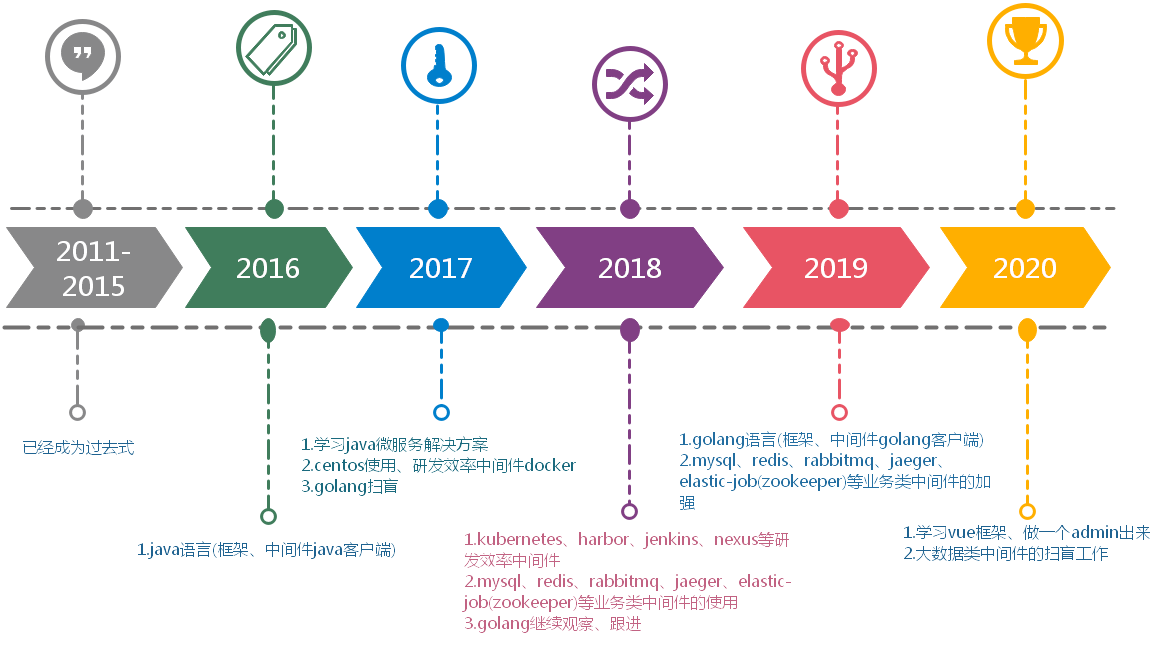 2011-
2015
2016
2017
2018
2019
2020
已经成为过去式
1.java语言(框架、中间件java客户端)
1.学习java微服务解决方案
2.centos使用、研发效率中间件docker
3.golang扫盲
1.kubernetes、harbor、jenkins、nexus等研
发效率中间件
2.mysql、redis、rabbitmq、jaeger、elastic-
job(zookeeper)等业务类中间件的使用
3.golang继续观察、跟进
1.golang语言(框架、中间件golang客户端)
2.mysql、redis、rabbitmq、jaeger、
elastic-job(zookeeper)等业务类中间件的加
强
1.学习vue框架、做一个admin出来
2.大数据类中间件的扫盲工作